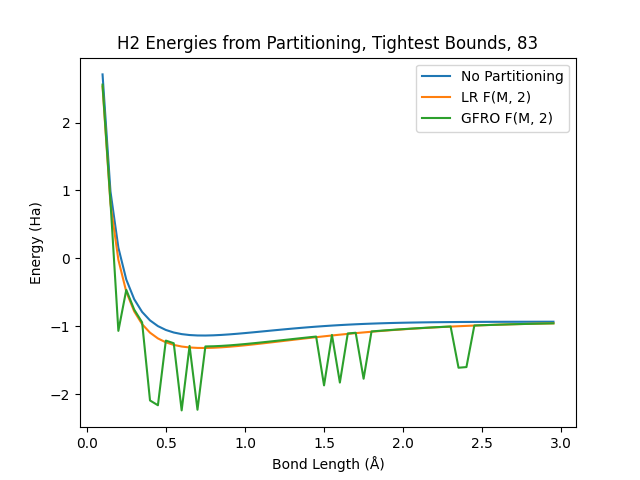 H2 Energies from Partitioning, Tightest Bounds, 83
No Partitioning
LR F(M, 2)
GFRO F(M, 2)
Energy (Ha)
2
1
0
−1
−2
0.0 0.5 1.0 1.5 2.0 2.5 3.0
Bond Length (Å)